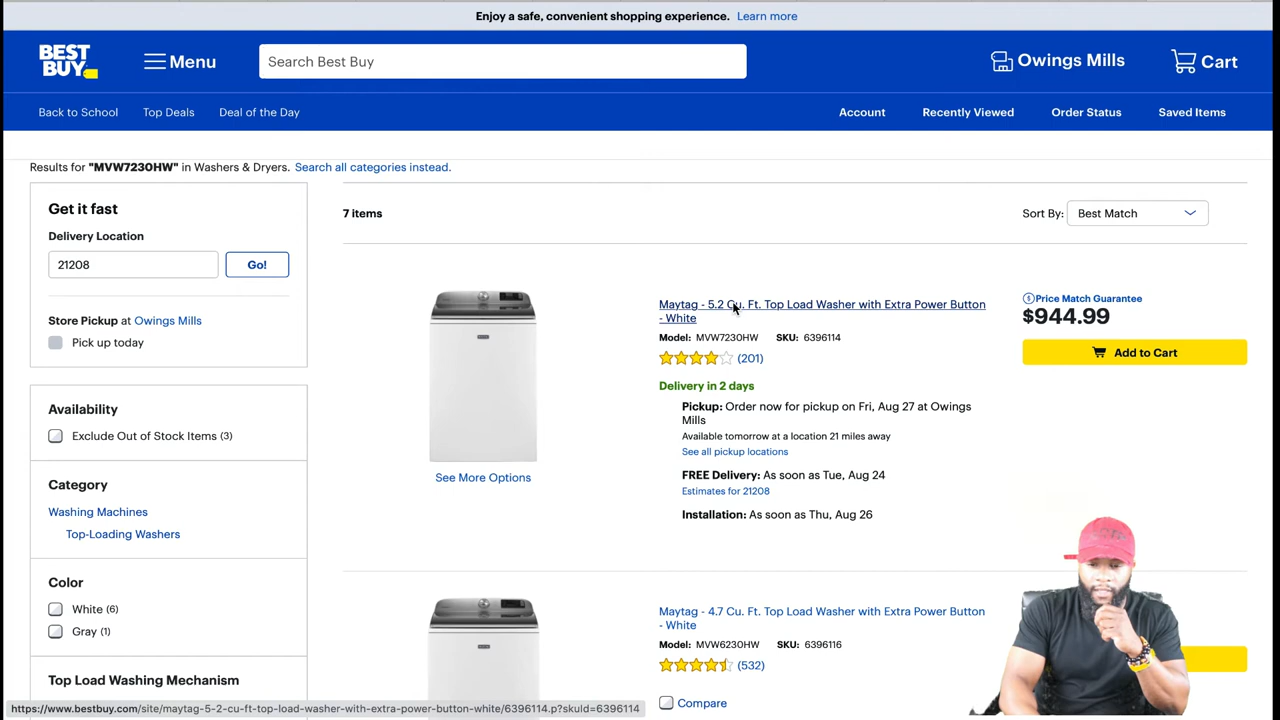 Enjoy a safe, convenient shopping experience. Learn more
BEST
BUY
Menu
Search Best Buy
Owings Mills
Cart
Back to School
Top Deals
Deal of the Day
Account
Recently Viewed
Order Status
Saved Items
Results for "MVW7230HW" in Washers & Dryers. Search all categories instead.
Get it fast
Delivery Location
21208
Go!
Store Pickup at Owings Mills
Pick up today
Availability
Exclude Out of Stock Items (3)
Category
Washing Machines
Top-Loading Washers
Color
White (6)
Gray (1)
Top Load Washing Mechanism
7 items
Sort By: Best Match
See More Options
Maytag - 5.2 Cu. Ft. Top Load Washer with Extra Power Button
- White
Model: MVW7230HW SKU: 6396114
(201)
Delivery in 2 days
Pickup: Order now for pickup on Fri, Aug 27 at Owings
Mills
Available tomorrow at a location 21 miles away
See all pickup locations
FREE Delivery: As soon as Tue, Aug 24
Estimates for 21208
Installation: As soon as Thu, Aug 26
Price Match Guarantee
$944.99
Add to Cart
Maytag - 4.7 Cu. Ft. Top Load Washer with Extra Power Button
- White
Model: MVW6230HW SKU: 6396116
(532)
Compare
https://www.bestbuy.com/site/maytag-5-2-cu-ft-top-load-washer-with-extra-power-button-white/6396114.p?skuId=6396114